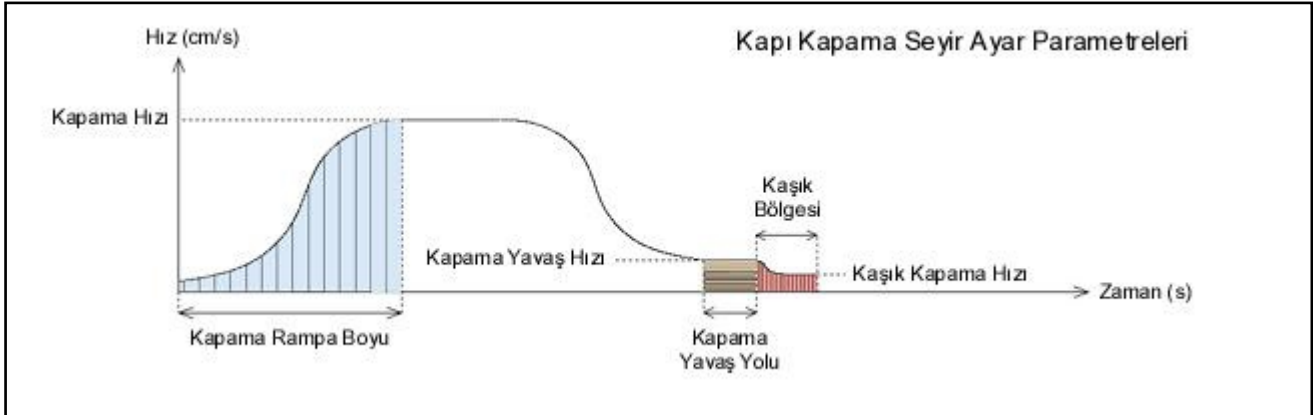 Hız (cm/s)
Kapı Kapama Seyir Ayar Parametreleri
Kapama Hızı
Kaşık
Bölgesi
Kapama Yavaş Hızı
Kaşık Kapama Hızı
Zaman (s)
Kapama Rampa Boyu
Kapama
Yavaş Yolu